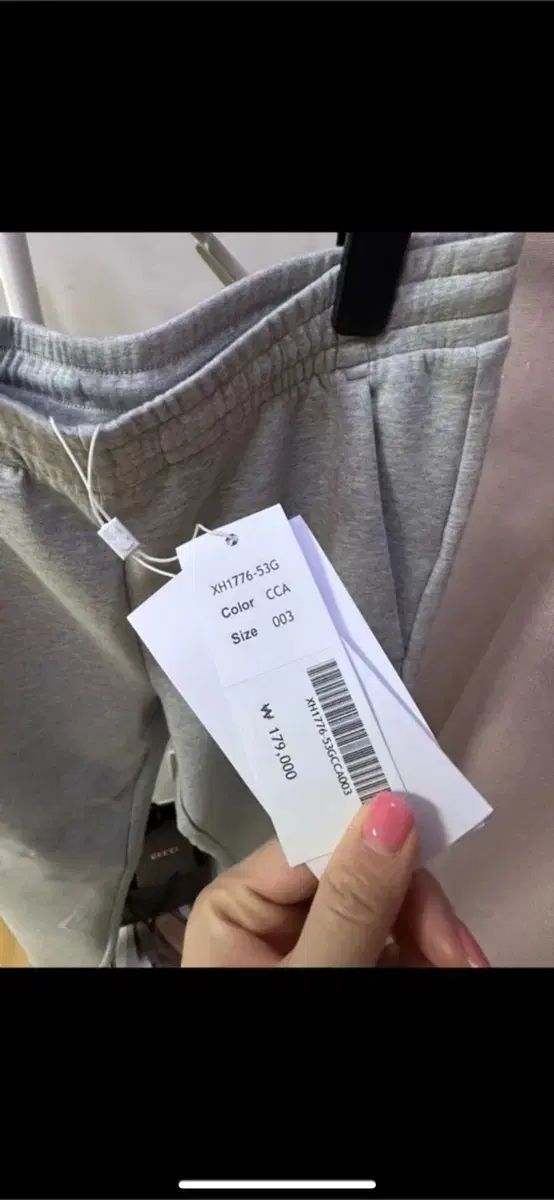 XH1776-53G
Color CCA
Size 003
₩ 179,000
XH1776-53GCCA003